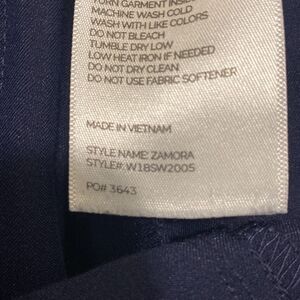 TURN GARMENT INSIDE
MACHINE WASH COLD
WASH WITH LIKE COLORS
DO NOT BLEACH
TUMBLE DRY LOW
LOW HEAT IRON IF NEEDED
DO NOT DRY CLEAN
DO NOT USE FABRIC SOFTENER
MADE IN VIETNAM
STYLE NAME: ZAMORA
STYLE#: W18SW2005
PO# 3643